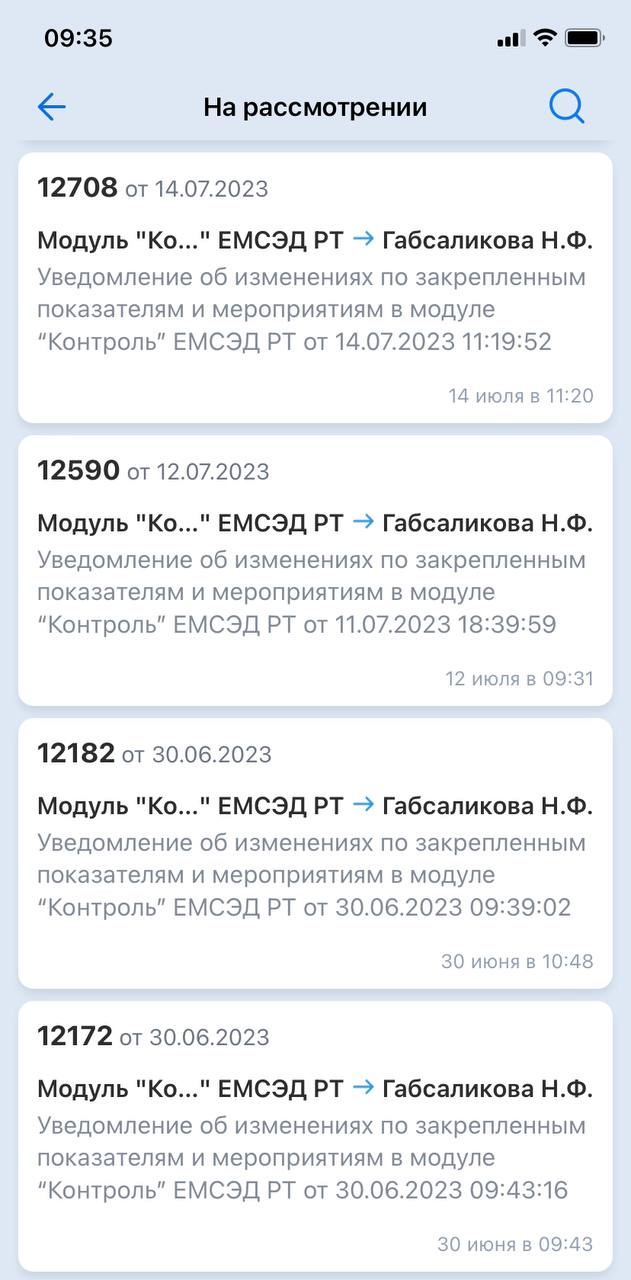 09:35
На рассмотрении
12708 от 14.07.2023
Модуль "Ко..." ЕМСЭД РТ → Габсаликова Н.Ф.
Уведомление об изменениях по закрепленным
показателям и мероприятиям в модуле
“Контроль” ЕМСЭД РТ от 14.07.2023 11:19:52
14 июля в 11:20
12590 от 12.07.2023
Модуль "Ко..." ЕМСЭД РТ → Габсаликова Н.Ф.
Уведомление об изменениях по закрепленным
показателям и мероприятиям в модуле
“Контроль” ЕМСЭД РТ от 11.07.2023 18:39:59
12 июля в 09:31
12182 от 30.06.2023
Модуль "Ко..." ЕМСЭД РТ → Габсаликова Н.Ф.
Уведомление об изменениях по закрепленным
показателям и мероприятиям в модуле
“Контроль” ЕМСЭД РТ от 30.06.2023 09:39:02
30 июня в 10:48
12172 от 30.06.2023
Модуль "Ко..." ЕМСЭД РТ → Габсаликова Н.Ф.
Уведомление об изменениях по закрепленным
показателям и мероприятиям в модуле
“Контроль” ЕМСЭД РТ от 30.06.2023 09:43:16
30 июня в 09:43